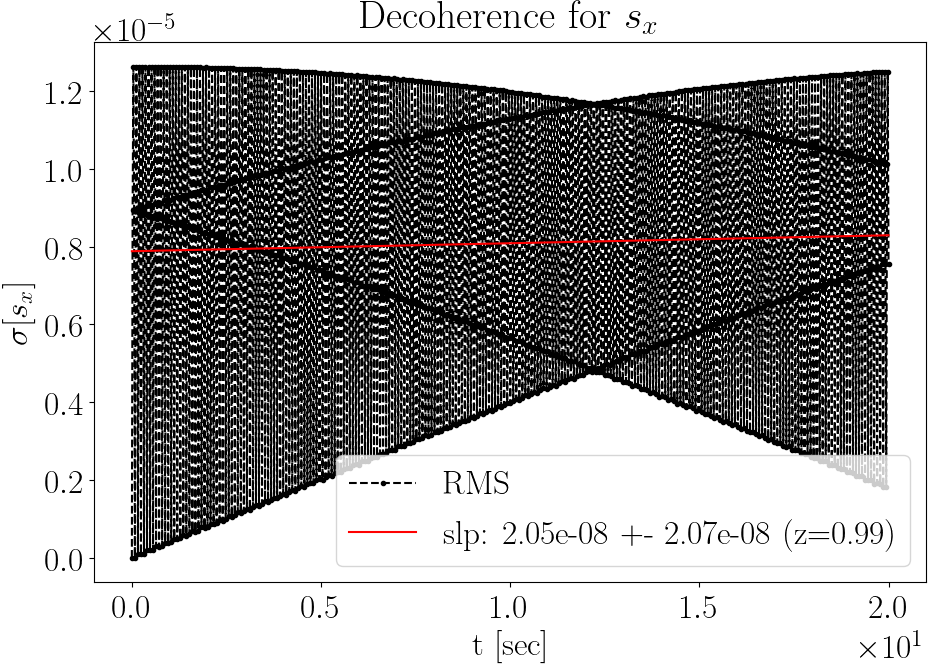 Decoherence for $s_x$
×10⁻⁵
1.2
1.0
0.8
0.6
0.4
0.2
0.0
σ[$s_x$]
RMS
slp: 2.05e-08 +- 2.07e-08 (z=0.99)
0.0 0.5 1.0 1.5 2.0
t [sec]
×10¹